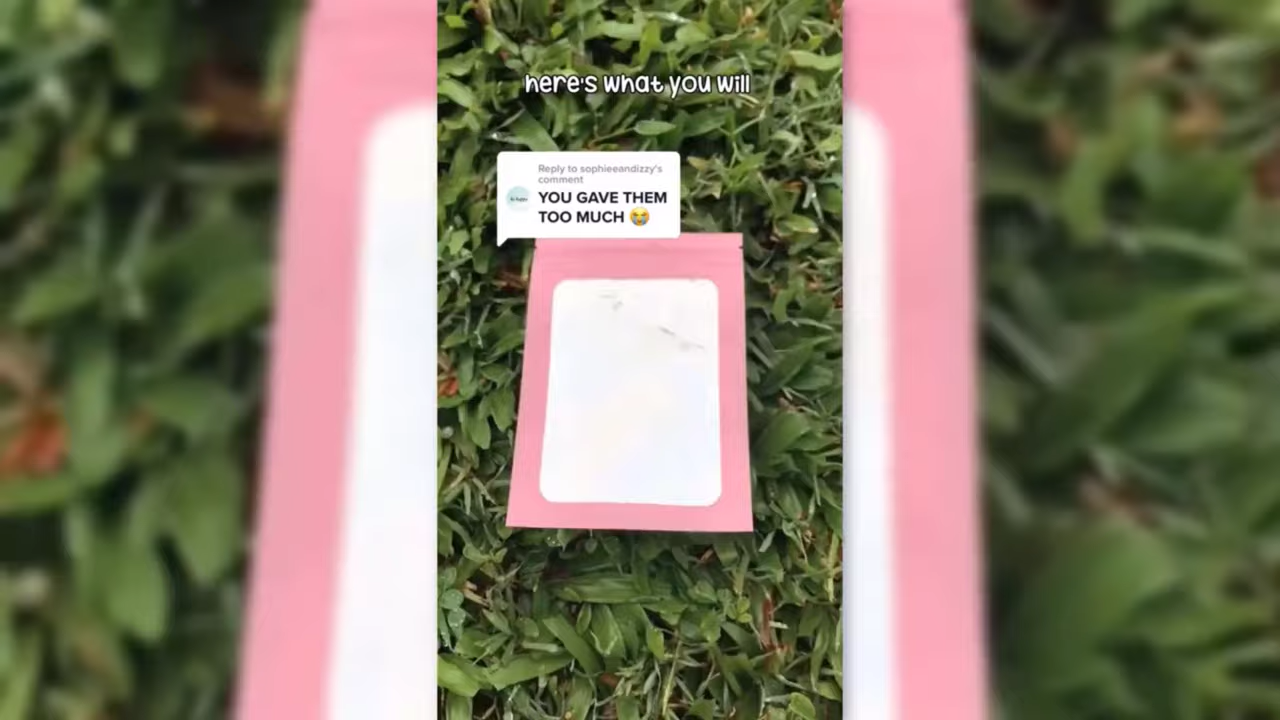 here's what you will
Reply to sophieeandizzy's
comment
YOU GAVE THEM
TOO MUCH 😭